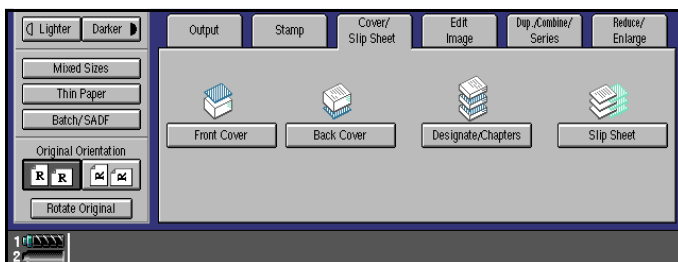 Lighter Darker
Mixed Sizes
Thin Paper
Batch/SADF
Original Orientation
R R R R
Rotate Original
Output Stamp Cover/ Slip Sheet Edit Image Dup./Combine/ Series Reduce/ Enlarge
Front Cover Back Cover Designate/Chapters Slip Sheet
1
2